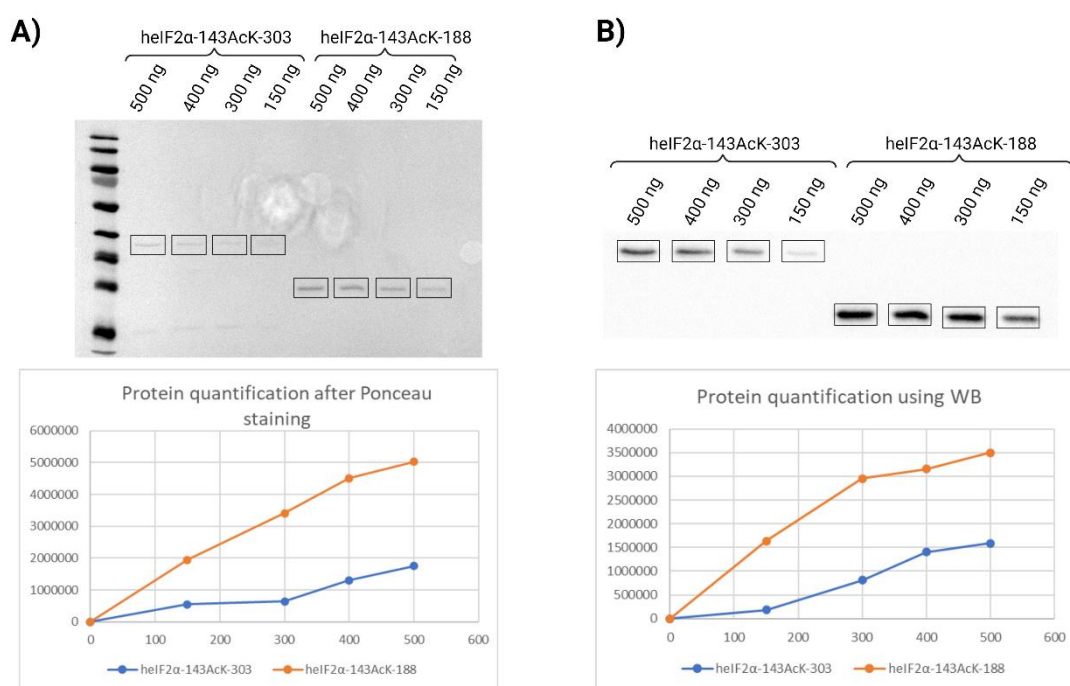 A)
heIF2α-143AcK-303 heIF2α-143AcK-188
500 ng 400 ng 300 ng 150 ng 500 ng 400 ng 300 ng 150 ng
Protein quantification after Ponceau
staining
6000000
5000000
4000000
3000000
2000000
1000000
0
0 100 200 300 400 500 600
heIF2α-143AcK-303 heIF2α-143AcK-188
B)
heIF2α-143AcK-303 heIF2α-143AcK-188
500 ng 400 ng 300 ng 150 ng 500 ng 400 ng 300 ng 150 ng
Protein quantification using WB
4000000
3500000
3000000
2500000
2000000
1500000
1000000
500000
0
0 100 200 300 400 500 600
heIF2α-143AcK-303 heIF2α-143AcK-188